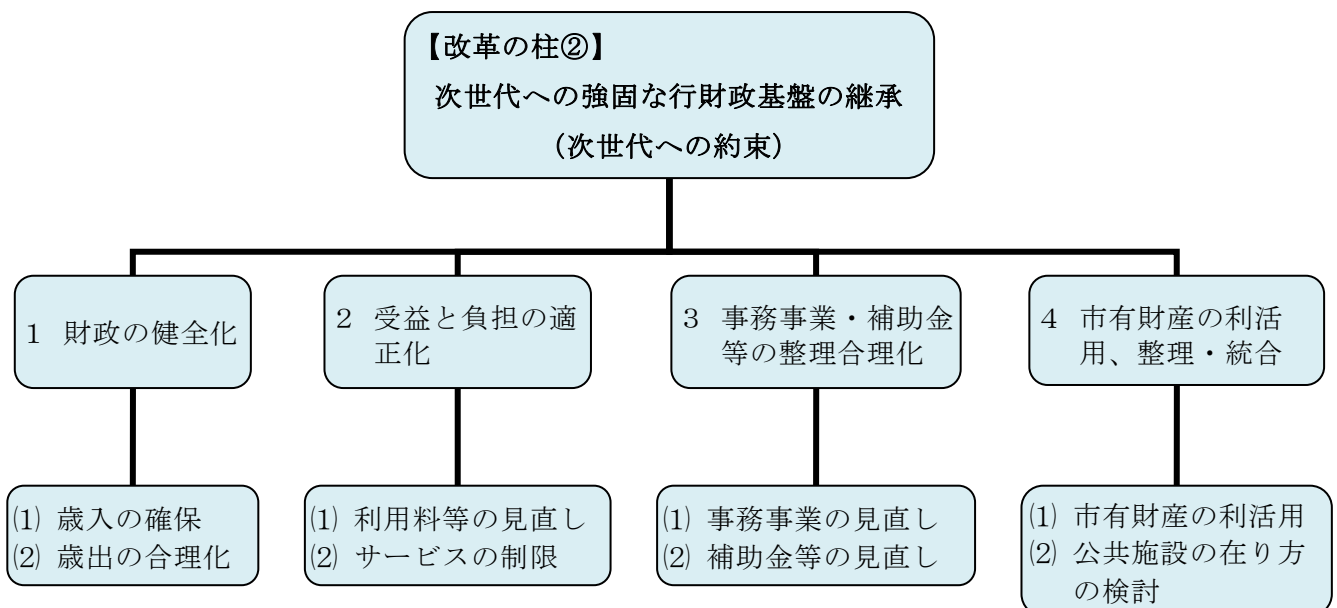 【改革の柱②】
次世代への強固な行財政基盤の継承
（次世代への約束）
1 財政の健全化
2 受益と負担の適
正化
3 事務事業・補助金
等の整理合理化
4 市有財産の利活
用、整理・統合
⑴ 歳入の確保
⑵ 歳出の合理化
⑴ 利用料等の見直し
⑵ サービスの制限
⑴ 事務事業の見直し
⑵ 補助金等の見直し
⑴ 市有財産の利活用
⑵ 公共施設の在り方
の検討